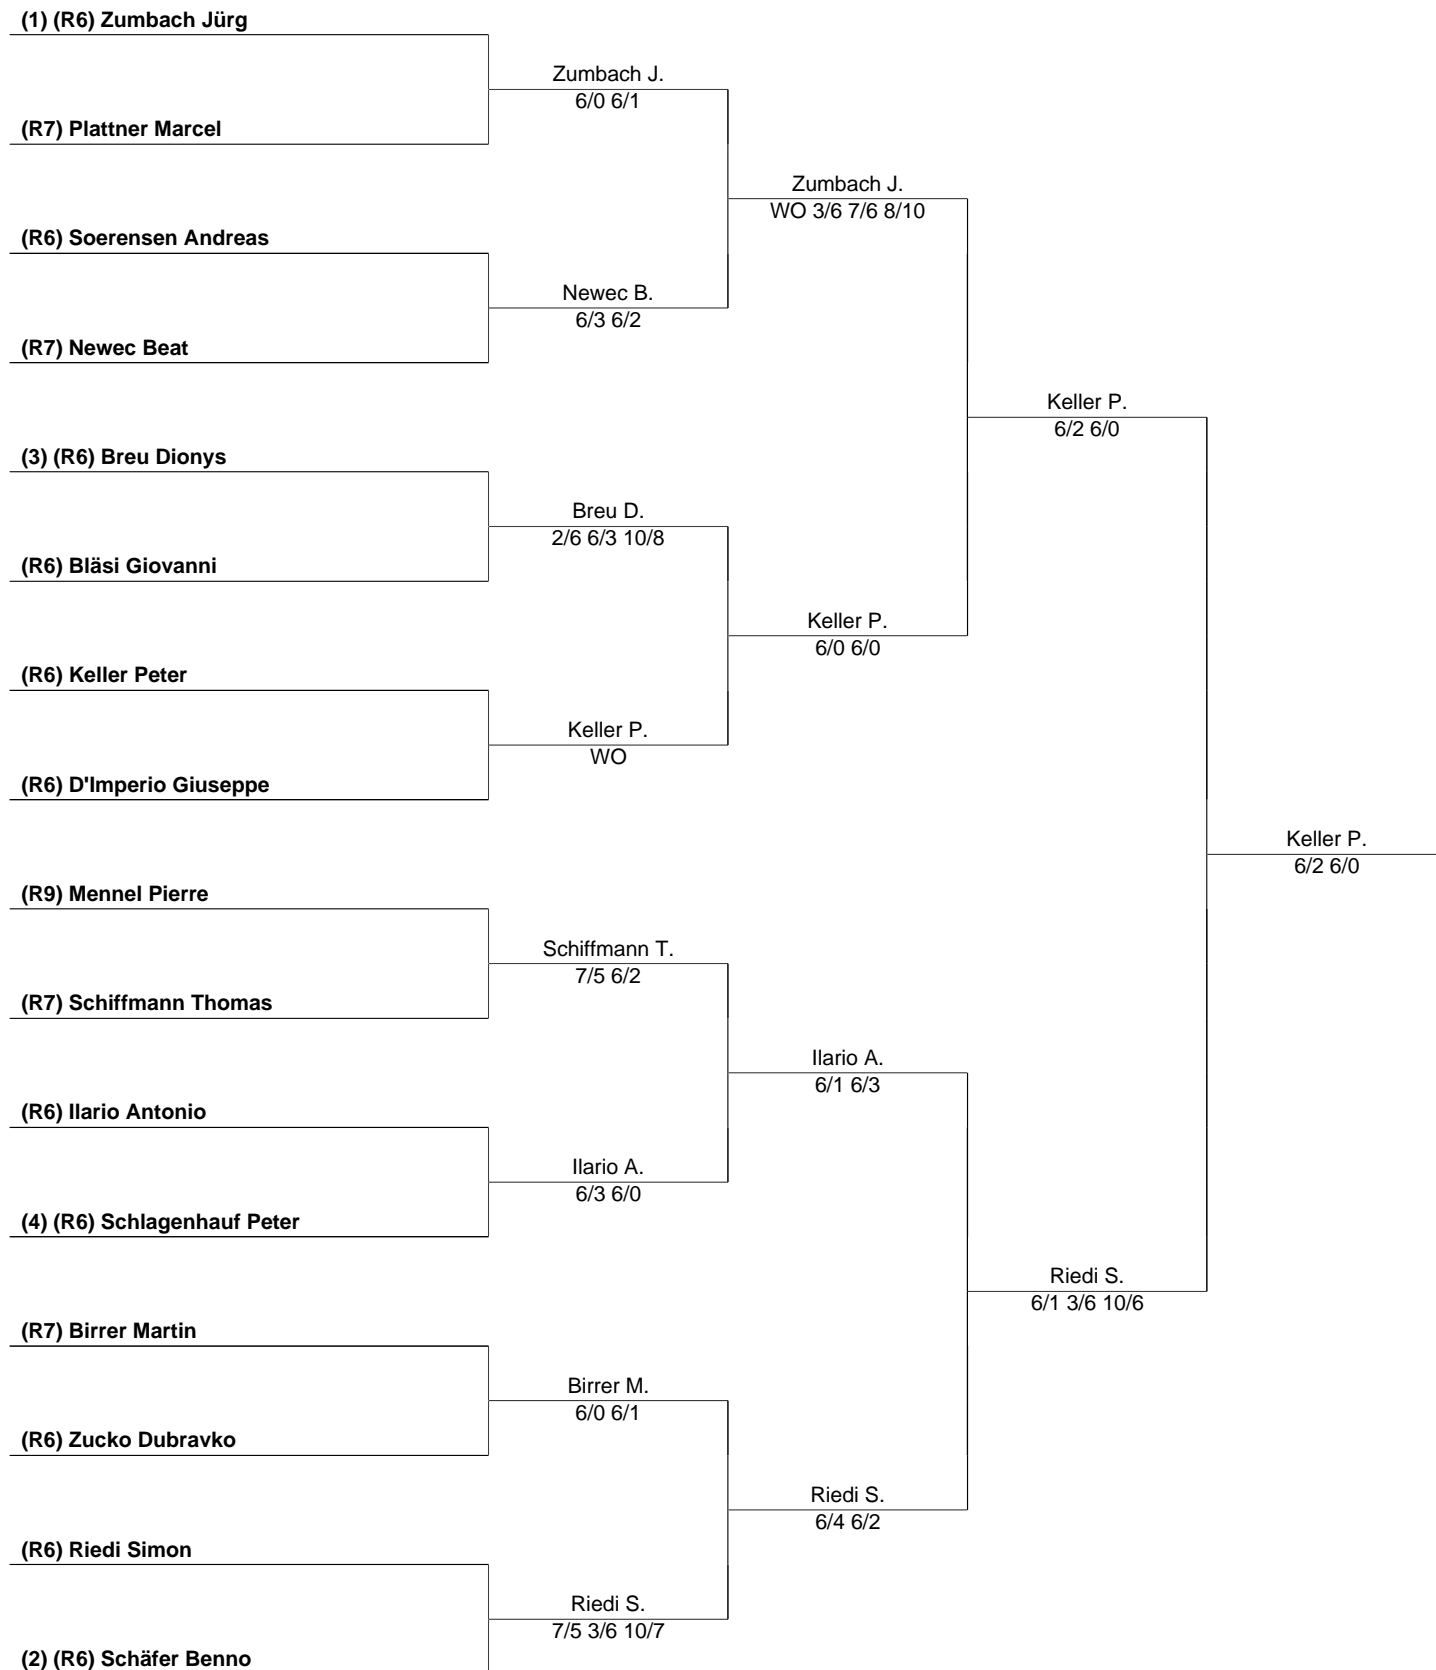 (1) (R6) Zumbach Jürg
Zumbach J.
6/0 6/1
(R7) Plattner Marcel
Zumbach J.
WO 3/6 7/6 8/10
(R6) Soerensen Andreas
Newec B.
6/3 6/2
(R7) Newec Beat
Keller P.
6/2 6/0
(3) (R6) Breu Dionys
Breu D.
2/6 6/3 10/8
(R6) Bläsi Giovanni
Keller P.
6/0 6/0
(R6) Keller Peter
Keller P.
WO
(R6) D'Imperio Giuseppe
Keller P.
6/2 6/0
(R9) Mennel Pierre
Schiffmann T.
7/5 6/2
(R7) Schiffmann Thomas
Ilario A.
6/1 6/3
(R6) Ilario Antonio
Ilario A.
6/3 6/0
(4) (R6) Schlagenhauf Peter
Riedi S.
6/1 3/6 10/6
(R7) Birrer Martin
Birrer M.
6/0 6/1
(R6) Zucko Dubravko
Riedi S.
6/4 6/2
(R6) Riedi Simon
Riedi S.
7/5 3/6 10/7
(2) (R6) Schäfer Benno